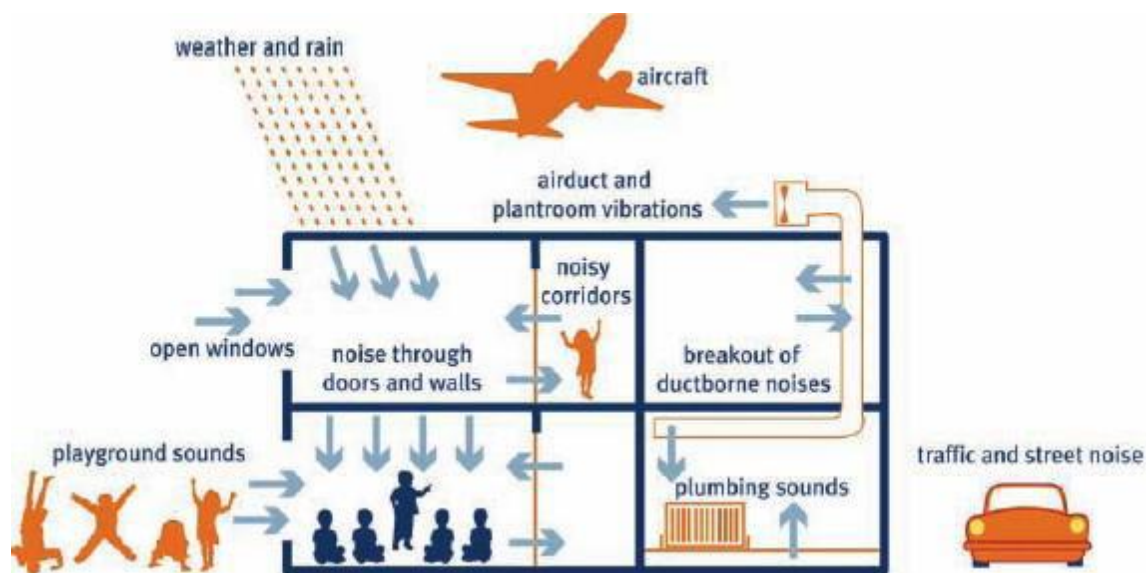 weather and rain
aircraft
airduct and
plantroom vibrations
noisy
corridors
open windows
noise through
doors and walls
breakout of
ductborne noises
playground sounds
plumbing sounds
traffic and street noise